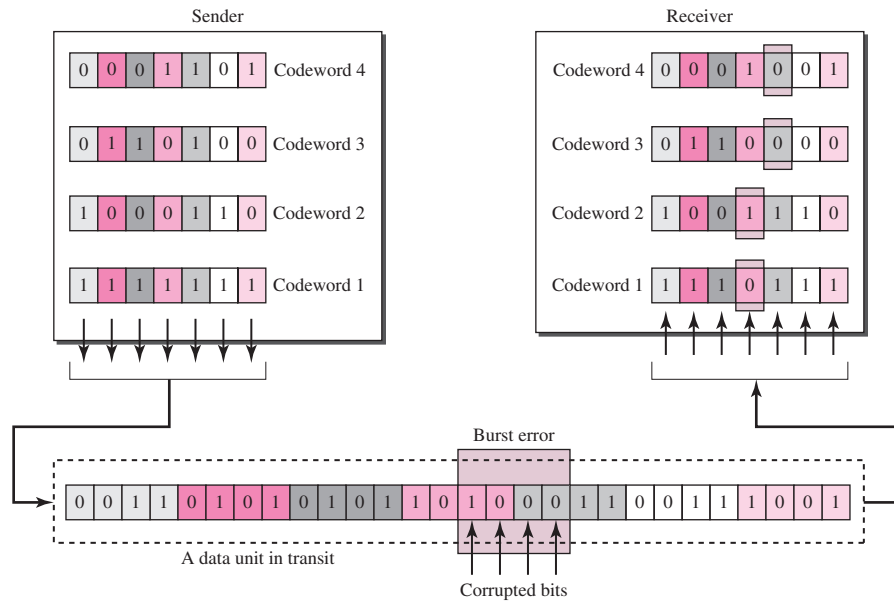 Sender
0 0 0 1 1 0 1 Codeword 4
0 1 1 0 1 0 0 Codeword 3
1 0 0 0 1 1 0 Codeword 2
1 1 1 1 1 1 1 Codeword 1
Receiver
Codeword 4 0 0 0 1 0 0 1
Codeword 3 0 1 1 0 0 0 0
Codeword 2 1 0 0 1 1 1 0
Codeword 1 1 1 1 0 1 1 1
Burst error
0 0 1 1 0 1 0 1 0 1 0 1 1 0 1 0 0 0 1 1 0 0 1 1 1 0 0 1
A data unit in transit
Corrupted bits